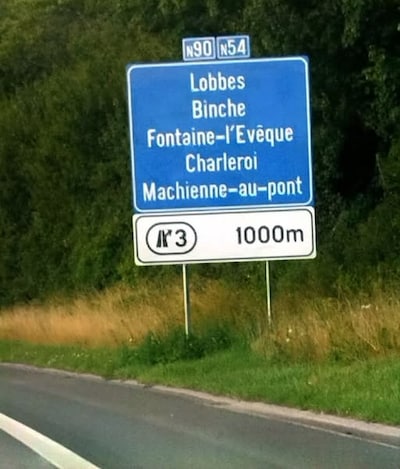 N90 N54
Lobbes
Binche
Fontaine-l'Evêque
Charleroi
Machienne-au-pont
3 1000m